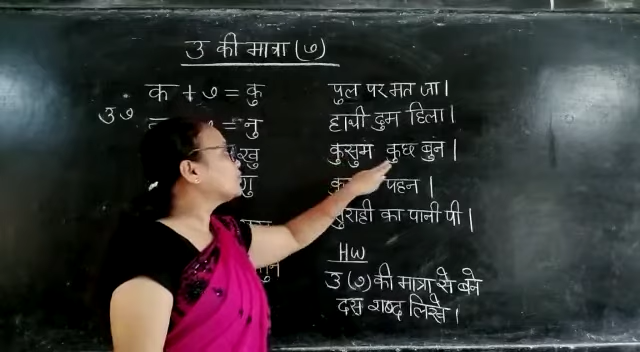 उ की मात्रा (ु)
क + ु = कु
उ ु
= नु
खु
गु
पुल पर मत जा।
हाथी दुम हिला।
कुसुम कुछ बुन।
पहन।
सुराही का पानी पी।
HW
उ (ु) की मात्रा से बने
दस शब्द लिखें।